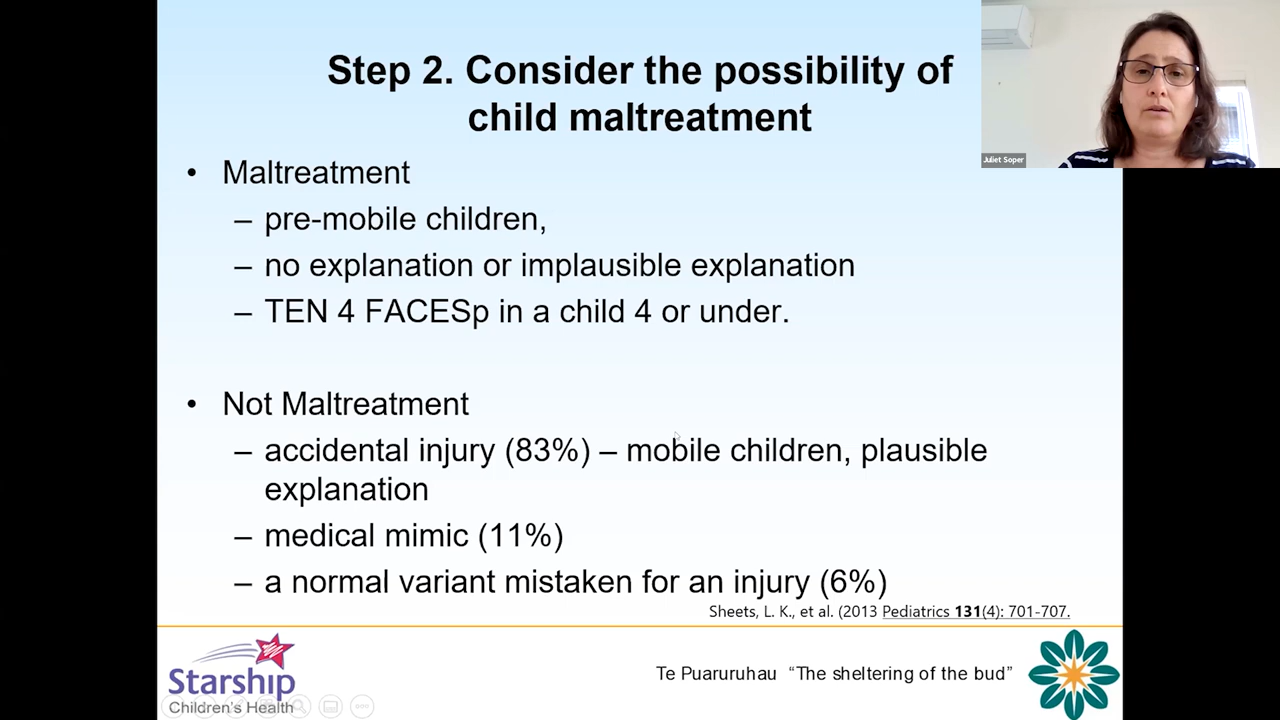 Step 2. Consider the possibility of
child maltreatment
Juliet Soper
• Maltreatment
– pre-mobile children,
– no explanation or implausible explanation
– TEN 4 FACESp in a child 4 or under.
• Not Maltreatment
– accidental injury (83%) – mobile children, plausible
explanation
– medical mimic (11%)
– a normal variant mistaken for an injury (6%)
Sheets, L. K., et al. (2013 Pediatrics 131(4): 701-707.
Starship
Children's Health
Te Puaruruhau “The sheltering of the bud”